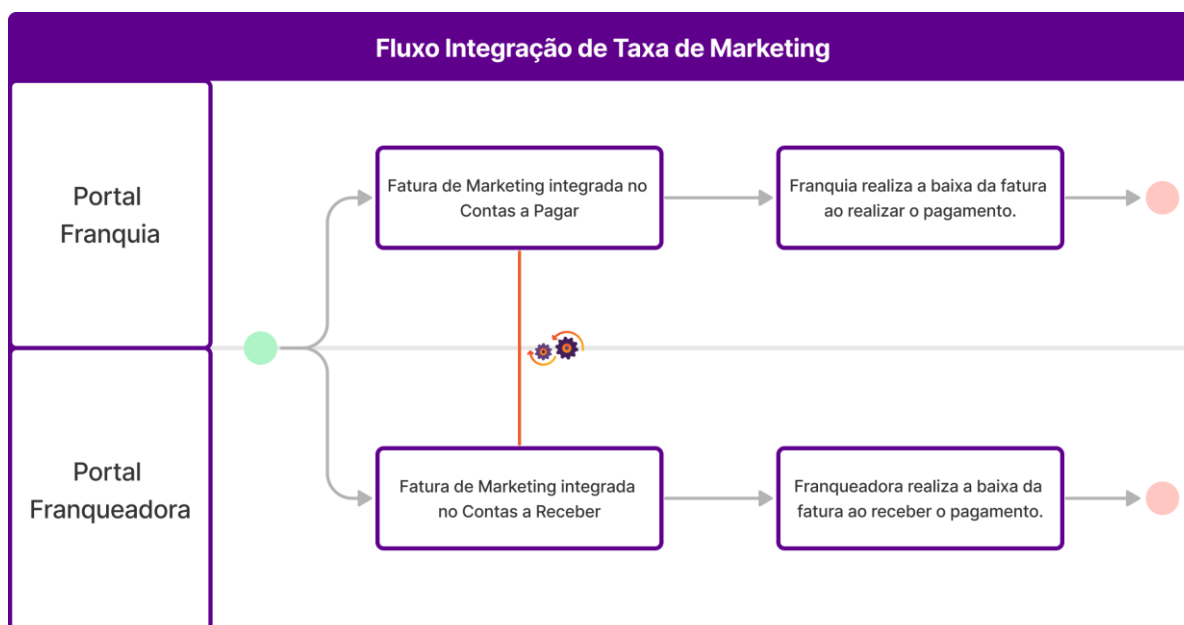 Fluxo Integração de Taxa de Marketing
Portal
Franquia
Fatura de Marketing integrada no
Contas a Pagar
Franquia realiza a baixa da fatura
ao realizar o pagamento.
Portal
Franqueadora
Fatura de Marketing integrada
no Contas a Receber
Franqueadora realiza a baixa da
fatura ao receber o pagamento.